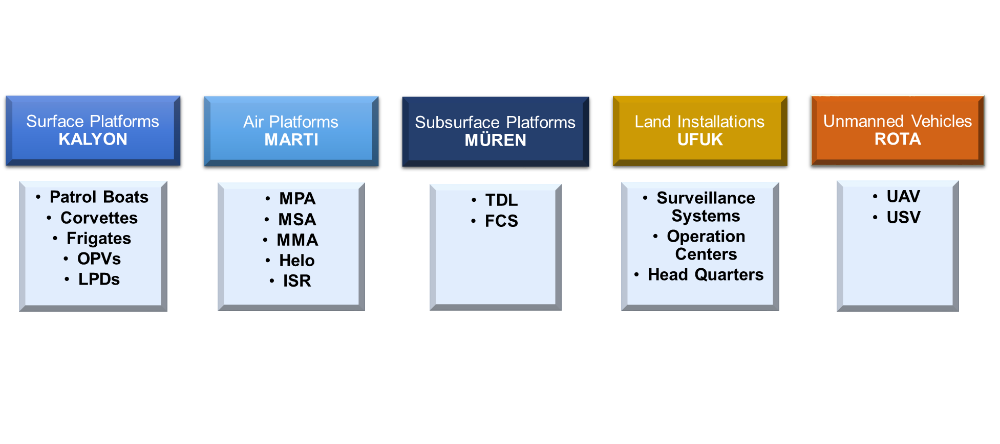 Surface Platforms
KALYON
• Patrol Boats
• Corvettes
• Frigates
• OPVs
• LPDs
Air Platforms
MARTI
• MPA
• MSA
• MMA
• Helo
• ISR
Subsurface Platforms
MÜREN
• TDL
• FCS
Land Installations
UFUK
• Surveillance
Systems
• Operation
Centers
• Head Quarters
Unmanned Vehicles
ROTA
• UAV
• USV